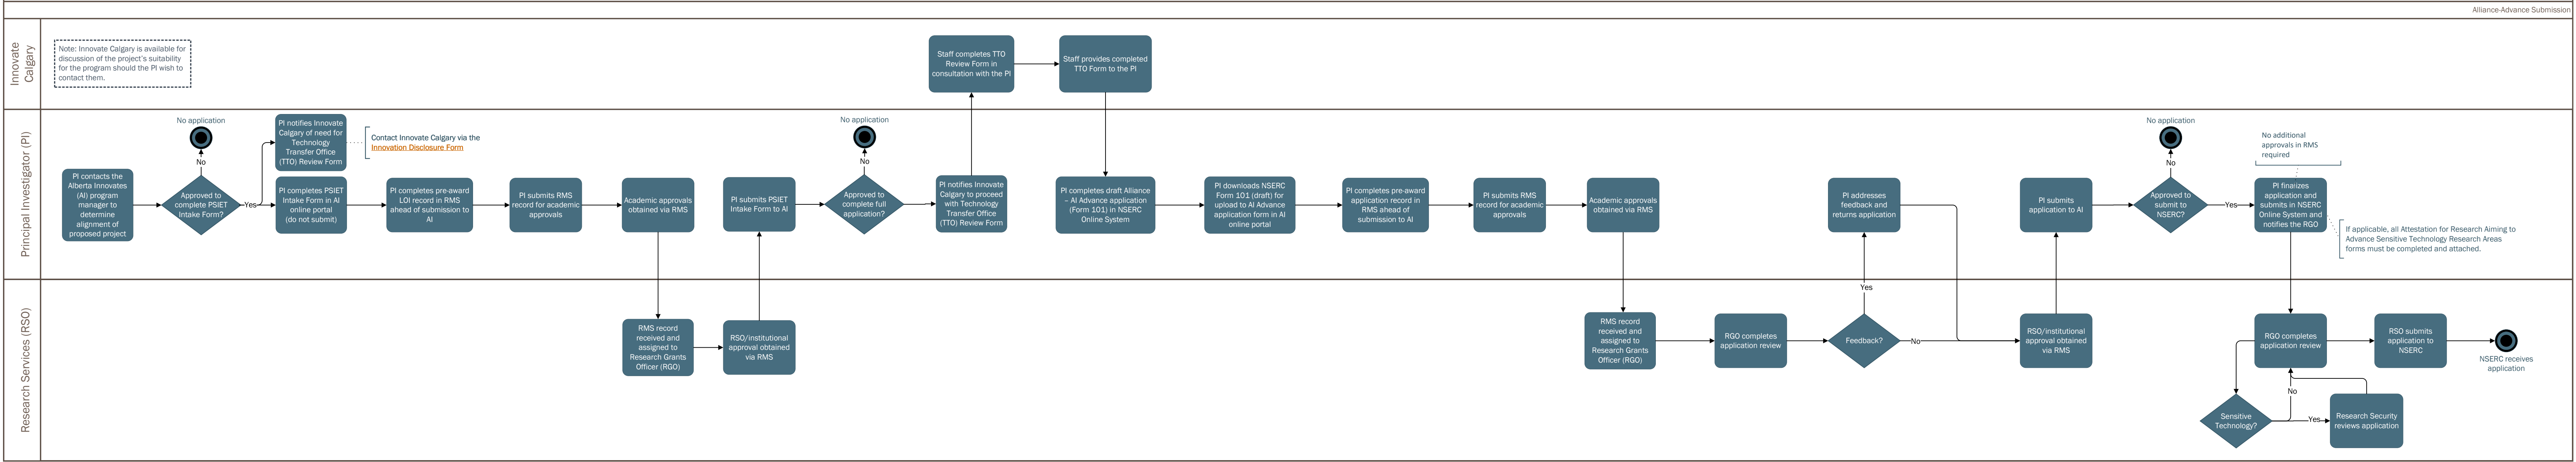 Alliance-Advance Submission
Innovate
Calgary
Note: Innovate Calgary is available for
discussion of the project's suitability
for the program should the PI wish to
contact them.
Staff completes TTO
Review Form in
consultation with the PI
Staff provides completed
TTO Form to the PI
Principal Investigator (PI)
PI contacts the
Alberta Innovates
(AI) program
manager to
determine
alignment of
proposed project
No application
No
Approved to
complete PSIET
Intake Form?
Yes
PI notifies Innovate
Calgary of need for
Technology
Transfer Office
(TTO) Review Form
Contact Innovate Calgary via the
Innovation Disclosure Form
PI completes PSIET
Intake Form in AI
online portal
(do not submit)
PI completes pre-award
LOI record in RMS
ahead of submission to
AI
PI submits RMS
record for academic
approvals
Academic approvals
obtained via RMS
PI submits PSIET
Intake Form to AI
No application
No
Approved to
complete full
application?
PI notifies Innovate
Calgary to proceed
with Technology
Transfer Office
(TTO) Review Form
PI completes draft Alliance
– AI Advance application
(Form 101) in NSERC
Online System
PI downloads NSERC
Form 101 (draft) for
upload to AI Advance
application form in AI
online portal
PI completes pre-award
application record in
RMS ahead of
submission to AI
PI submits RMS
record for academic
approvals
Academic approvals
obtained via RMS
PI addresses
feedback and
returns application
PI submits
application to AI
No application
No
Approved to
submit to
NSERC?
Yes
No additional
approvals in RMS
required
PI finarizes
application and
submits in NSERC
Online System and
notifies the RGO
If applicable, all Attestation for Research Aiming to
Advance Sensitive Technology Research Areas
forms must be completed and attached.
Research Services (RSO)
RMS record
received and
assigned to
Research Grants
Officer (RGO)
RSO/institutional
approval obtained
via RMS
RMS record
received and
assigned to
Research Grants
Officer (RGO)
RGO completes
application review
Yes
Feedback?
No
RSO/institutional
approval obtained
via RMS
RGO completes
application review
RSO submits
application to
NSERC
NSERC receives
application
Sensitive
Technology?
No
Yes
Research Security
reviews application